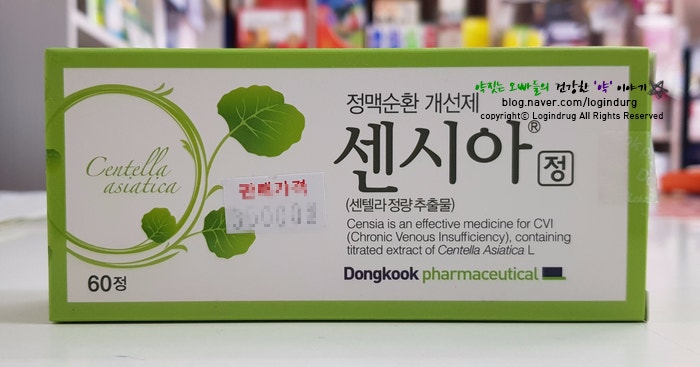 약짓는 오빠들의 건강한 '약' 이야기
blog.naver.com/logindurg
copyright© Logindrug All Rights Reserved
정맥순환 개선제
센시아® 정
(센텔라 정량 추출물)
Centella
asiatica
판매가격
Censia is an effective medicine for CVI
(Chronic Venous Insufficiency), containing
titrated extract of Centella Asiatica L
60정
Dongkook pharmaceutical